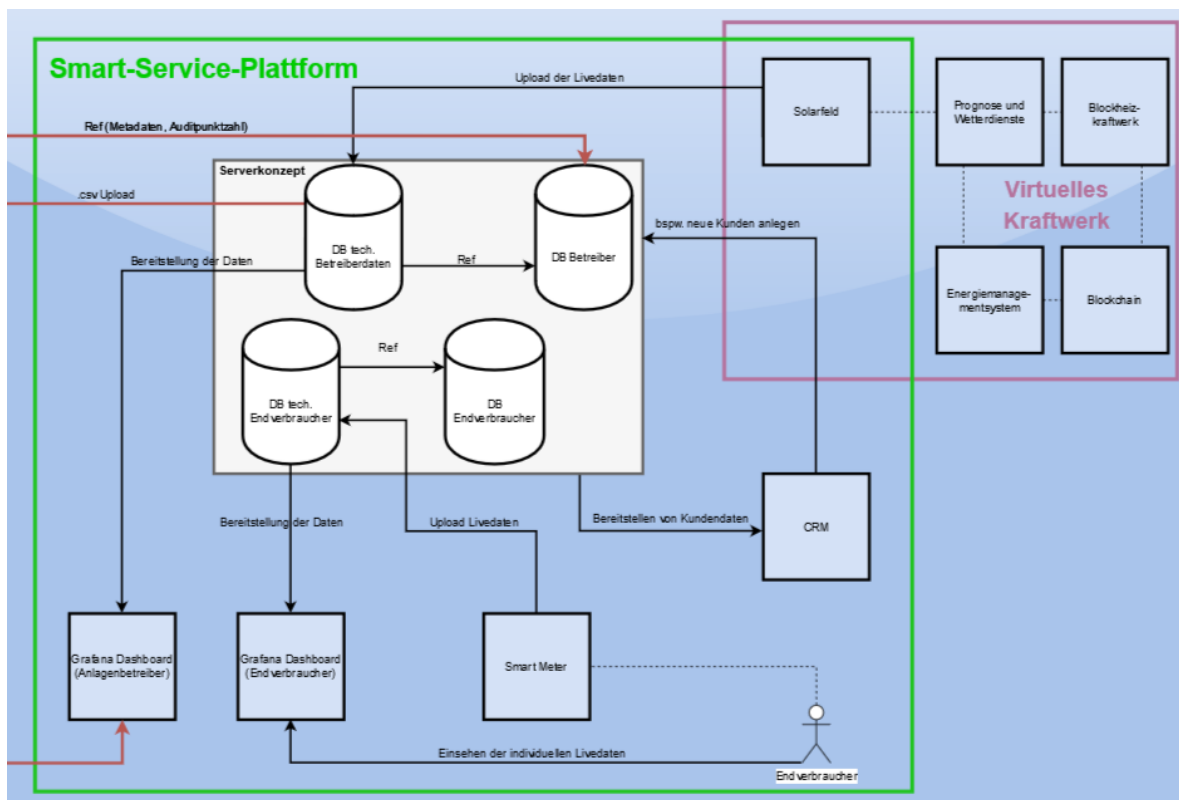 Smart-Service-Plattform
Upload der Livedaten
Solarfeld
Prognose und
Wetterdienste
Blockheiz-
kraftwerk
Ref (Metadaten, Auditpunktzahl)
Serverkonzept
.csv Upload
Virtuelles
Kraftwerk
bspw. neue Kunden anlegen
DB tech.
Betreiberdaten
Ref
DB Betreiber
Bereitstellung der Daten
Energiemanage-
mentsystem
Blockchain
Ref
DB tech.
Endverbraucher
DB
Endverbraucher
Bereitstellung der Daten
Upload Livedaten
Bereitstellen von Kundendaten
CRM
Grafana Dashboard
(Anlagenbetreiber)
Grafana Dashboard
(Endverbraucher)
Smart Meter
Einsehen der individuellen Livedaten
Endverbraucher